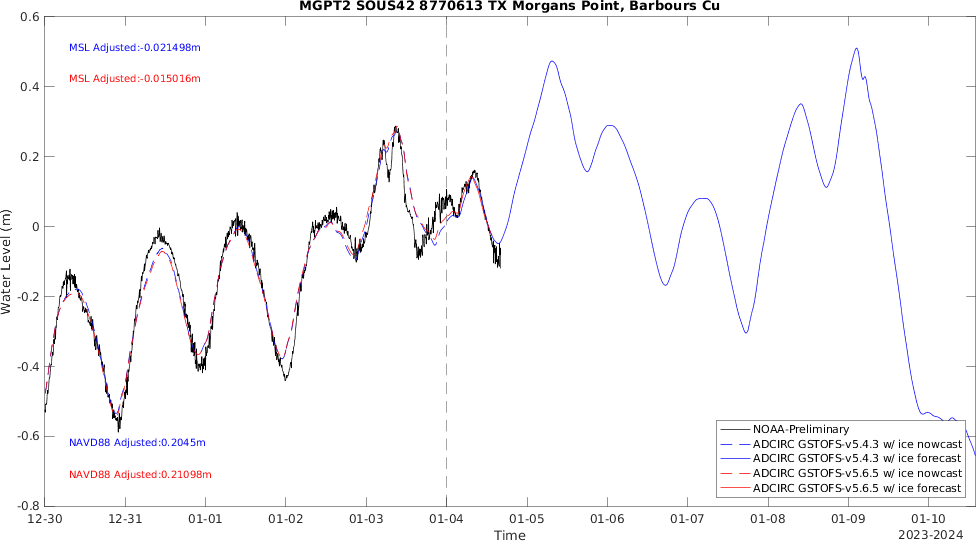 MGPT2 SOUS42 8770613 TX Morgans Point, Barbours Cu
0.6
0.4
0.2
0
-0.2
-0.4
-0.6
-0.8
Water Level (m)
MSL Adjusted:-0.021498m
MSL Adjusted:-0.015016m
NAVD88 Adjusted:0.2045m
NAVD88 Adjusted:0.21098m
NOAA-Preliminary
ADCIRC GSTOFS-v5.4.3 w/ ice nowcast
ADCIRC GSTOFS-v5.4.3 w/ ice forecast
ADCIRC GSTOFS-v5.6.5 w/ ice nowcast
ADCIRC GSTOFS-v5.6.5 w/ ice forecast
12-30 12-31 01-01 01-02 01-03 01-04 01-05 01-06 01-07 01-08 01-09 01-10
Time
2023-2024